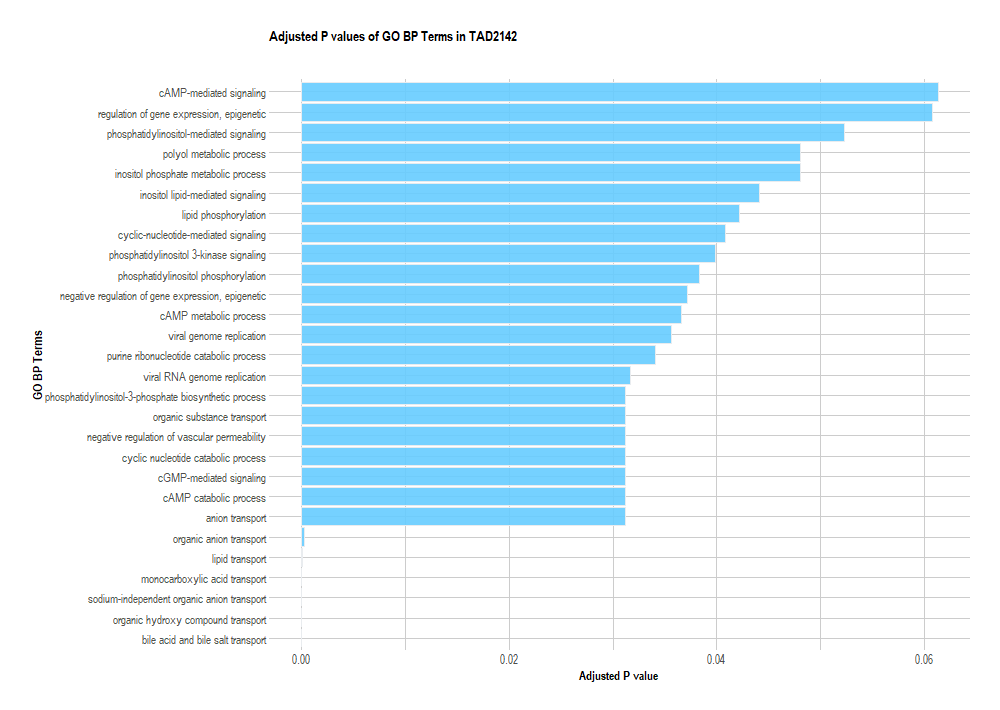 Adjusted P values of GO BP Terms in TAD2142
GO BP Terms
cAMP-mediated signaling
regulation of gene expression, epigenetic
phosphatidylinositol-mediated signaling
polyol metabolic process
inositol phosphate metabolic process
inositol lipid-mediated signaling
lipid phosphorylation
cyclic-nucleotide-mediated signaling
phosphatidylinositol 3-kinase signaling
phosphatidylinositol phosphorylation
negative regulation of gene expression, epigenetic
cAMP metabolic process
viral genome replication
purine ribonucleotide catabolic process
viral RNA genome replication
phosphatidylinositol-3-phosphate biosynthetic process
organic substance transport
negative regulation of vascular permeability
cyclic nucleotide catabolic process
cGMP-mediated signaling
cAMP catabolic process
anion transport
organic anion transport
lipid transport
monocarboxylic acid transport
sodium-independent organic anion transport
organic hydroxy compound transport
bile acid and bile salt transport
0.00 0.02 0.04 0.06
Adjusted P value